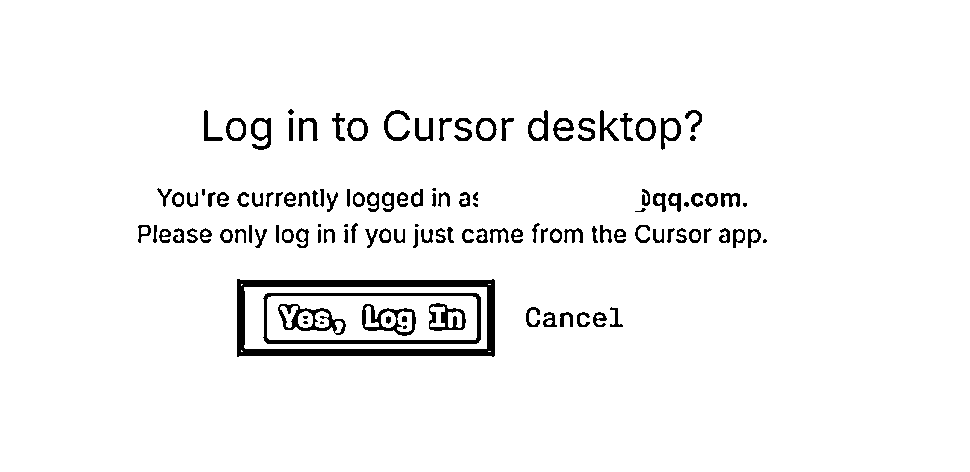 Log in to Cursor desktop?
You're currently logged in as @qq.com.
Please only log in if you just came from the Cursor app.
Yes, Log In Cancel